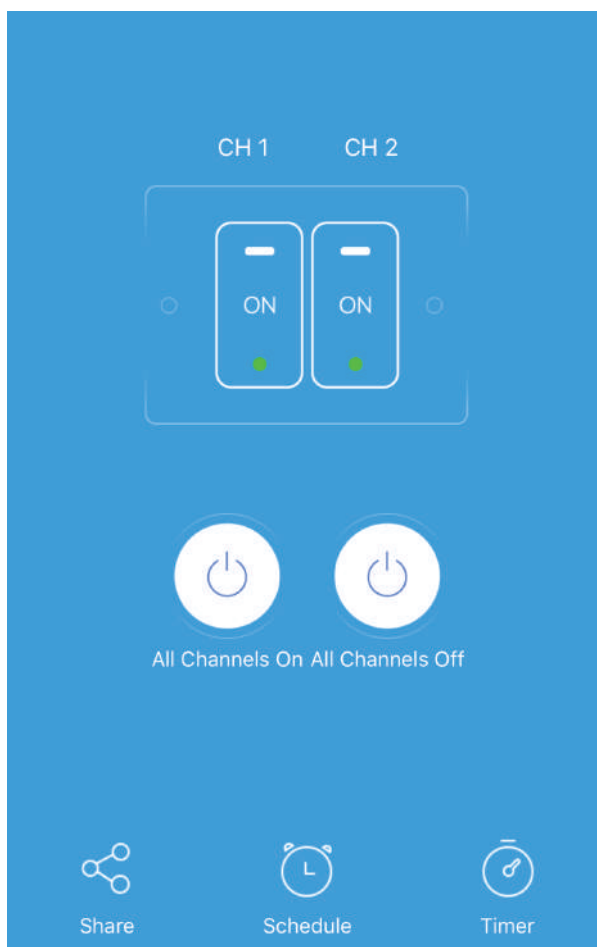 CH 1 CH 2
ON ON
All Channels On All Channels Off
Share Schedule Timer